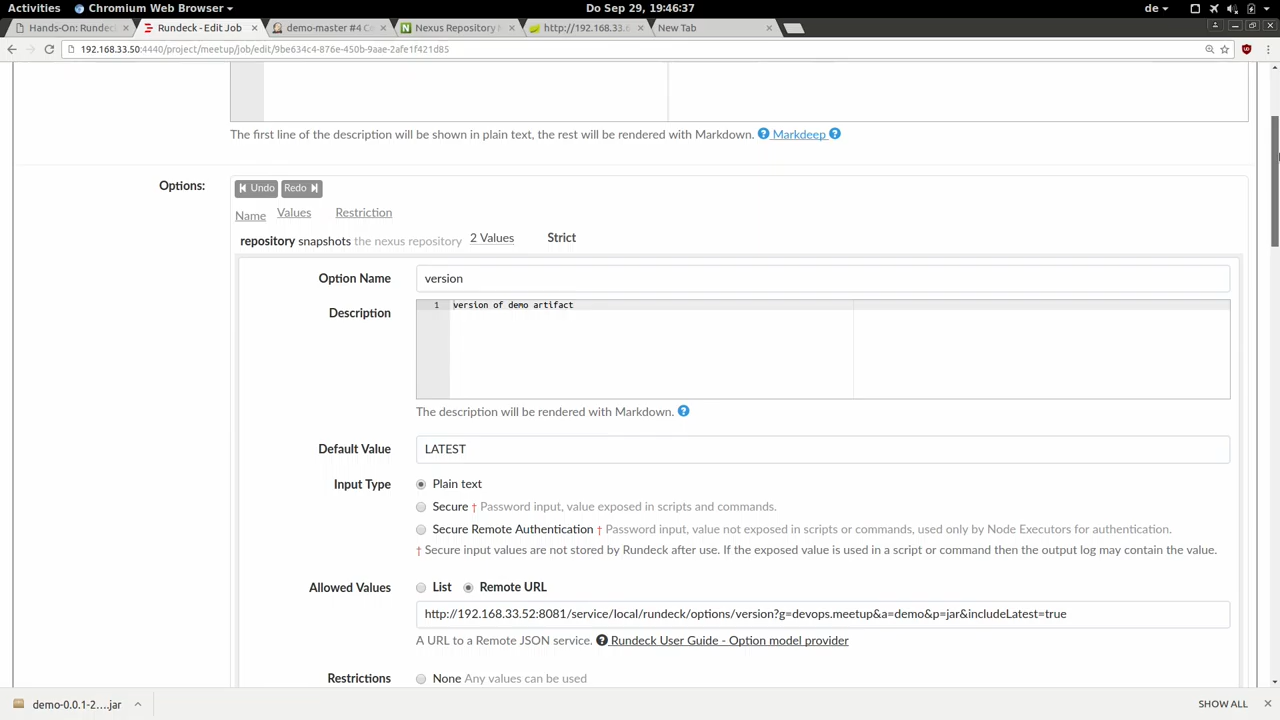 Activities Chromium Web Browser Do Sep 29, 19:46:37 de
Hands-On: Rundec Rundeck - Edit Job demo-master #4 C Nexus Repository http://192.168.33. New Tab
192.168.33.50:4440/project/meetup/job/edit/9be634c4-876e-450b-9aae-2afe1f421d85
The first line of the description will be shown in plain text, the rest will be rendered with Markdown. Markdeep
Options:
Undo Redo
Name Values Restriction
repository snapshots the nexus repository 2 Values Strict
Option Name version
Description 1 version of demo artifact
The description will be rendered with Markdown.
Default Value LATEST
Input Type Plain text
Secure † Password input, value exposed in scripts and commands.
Secure Remote Authentication † Password input, value not exposed in scripts or commands, used only by Node Executors for authentication.
† Secure input values are not stored by Rundeck after use. If the exposed value is used in a script or command then the output log may contain the value.
Allowed Values List Remote URL
http://192.168.33.52:8081/service/local/rundeck/options/version?g=devops.meetup&a=demo&p=jar&includeLatest=true
A URL to a Remote JSON service. Rundeck User Guide - Option model provider
Restrictions None Any values can be used
demo-0.0.1-2....jar SHOW ALL